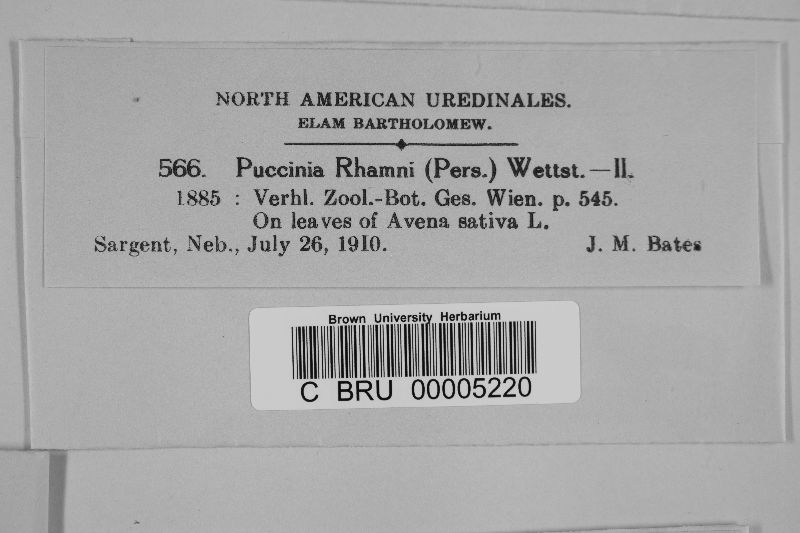 NORTH AMERICAN UREDINALES.
ELAM BARTHOLOMEW.
566. Puccinia Rhamni (Pers.) Wettst.—II.
1885 : Verhl. Zool.-Bot. Ges. Wien. p. 545.
On leaves of Avena sativa L.
Sargent, Neb., July 26, 1910. J. M. Bates
Brown University Herbarium
C BRU 00005220